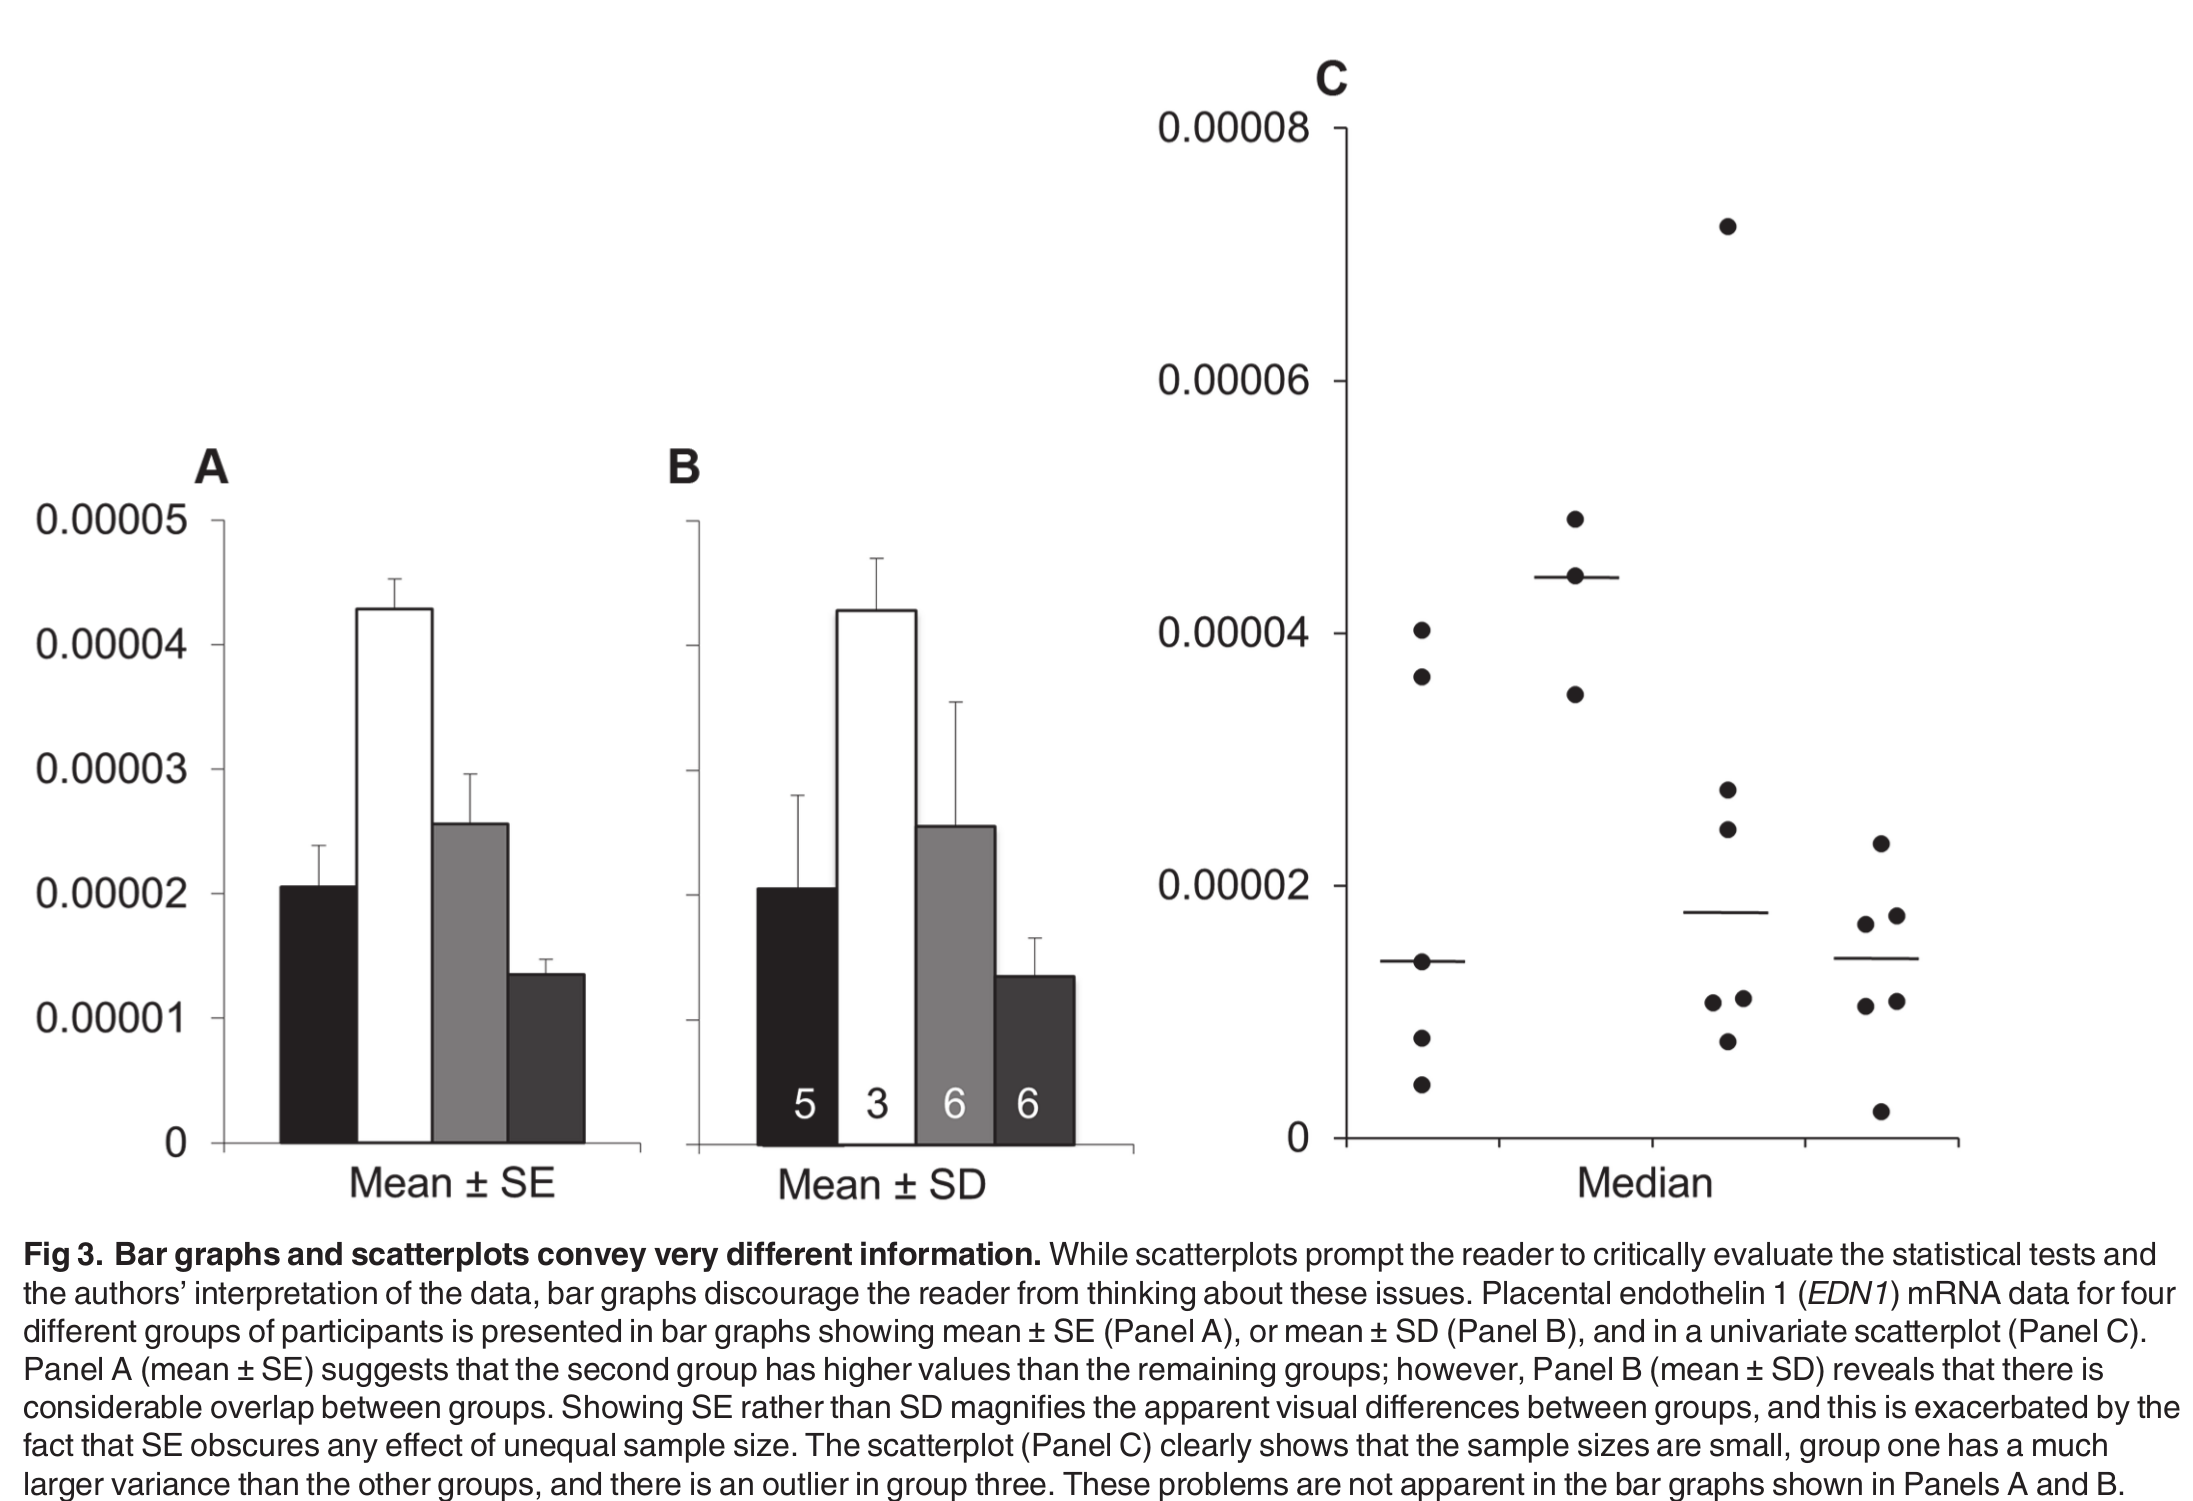 C
0.00008
0.00006
0.00004
0.00002
0
Median
A
0.00005
0.00004
0.00003
0.00002
0.00001
0
Mean ± SE
B
5 3 6 6
Mean ± SD
Fig 3. Bar graphs and scatterplots convey very different information. While scatterplots prompt the reader to critically evaluate the statistical tests and
the authors’ interpretation of the data, bar graphs discourage the reader from thinking about these issues. Placental endothelin 1 (EDN1) mRNA data for four
different groups of participants is presented in bar graphs showing mean ± SE (Panel A), or mean ± SD (Panel B), and in a univariate scatterplot (Panel C).
Panel A (mean ± SE) suggests that the second group has higher values than the remaining groups; however, Panel B (mean ± SD) reveals that there is
considerable overlap between groups. Showing SE rather than SD magnifies the apparent visual differences between groups, and this is exacerbated by the
fact that SE obscures any effect of unequal sample size. The scatterplot (Panel C) clearly shows that the sample sizes are small, group one has a much
larger variance than the other groups, and there is an outlier in group three. These problems are not apparent in the bar graphs shown in Panels A and B.